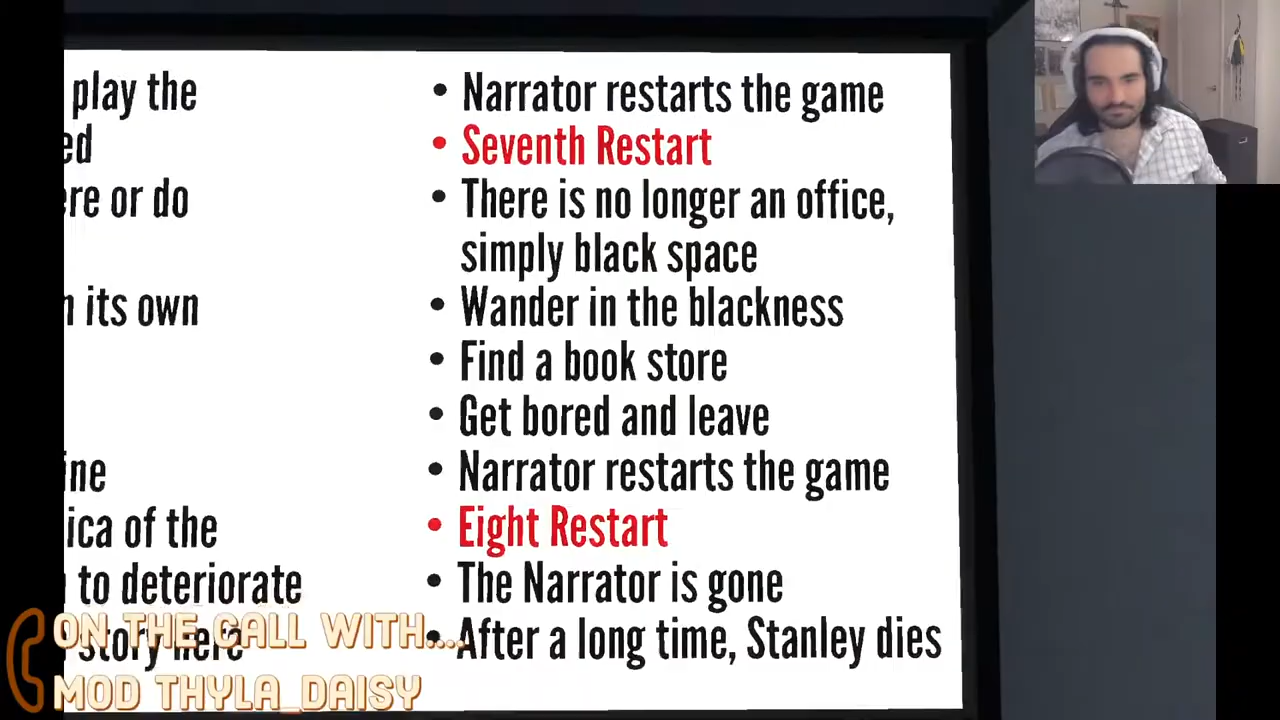 play the
ed
ere or do
n its own
ine
ica of the
to deteriorate
story here
• Narrator restarts the game
• Seventh Restart
• There is no longer an office,
simply black space
• Wander in the blackness
• Find a book store
• Get bored and leave
• Narrator restarts the game
• Eight Restart
• The Narrator is gone
• After a long time, Stanley dies
ON THE CALL WITH....
MOD THYLA_DAISY